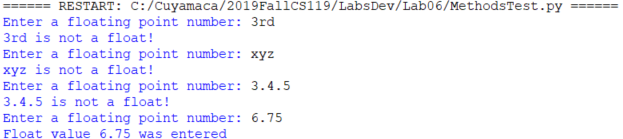 ====== RESTART: C:/Cuyamaca/2019FallCS119/LabsDev/Lab06/MethodsTest.py ======
Enter a floating point number: 3rd
3rd is not a float!
Enter a floating point number: xyz
xyz is not a float!
Enter a floating point number: 3.4.5
3.4.5 is not a float!
Enter a floating point number: 6.75
Float value 6.75 was entered